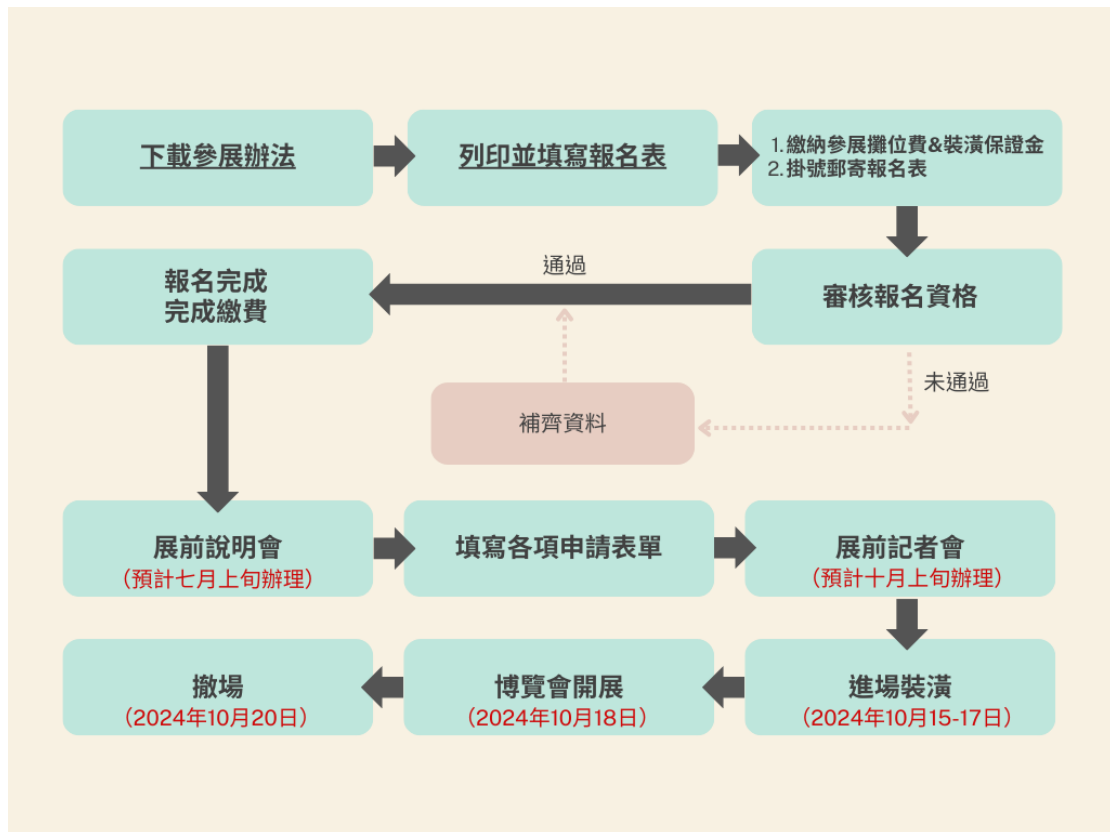 下載參展辦法
列印並填寫報名表
1. 繳納參展攤位費&裝潢保證金
2. 掛號郵寄報名表
審核報名資格
通過
報名完成
完成繳費
未通過
補齊資料
展前說明會
（預計七月上旬辦理）
填寫各項申請表單
展前記者會
（預計十月上旬辦理）
進場裝潢
（2024年10月15-17日）
博覽會開展
（2024年10月18日）
撤場
（2024年10月20日）